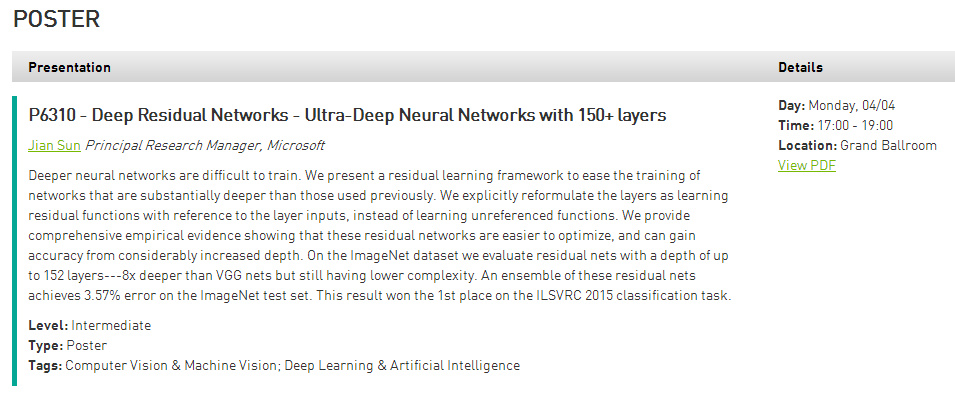 POSTER
Presentation
Details
P6310 - Deep Residual Networks - Ultra-Deep Neural Networks with 150+ layers
Jian Sun Principal Research Manager, Microsoft
Deeper neural networks are difficult to train. We present a residual learning framework to ease the training of
networks that are substantially deeper than those used previously. We explicitly reformulate the layers as learning
residual functions with reference to the layer inputs, instead of learning unreferenced functions. We provide
comprehensive empirical evidence showing that these residual networks are easier to optimize, and can gain
accuracy from considerably increased depth. On the ImageNet dataset we evaluate residual nets with a depth of up
to 152 layers---8x deeper than VGG nets but still having lower complexity. An ensemble of these residual nets
achieves 3.57% error on the ImageNet test set. This result won the 1st place on the ILSVRC 2015 classification task.
Level: Intermediate
Type: Poster
Tags: Computer Vision & Machine Vision; Deep Learning & Artificial Intelligence
Day: Monday, 04/04
Time: 17:00 - 19:00
Location: Grand Ballroom
View PDF